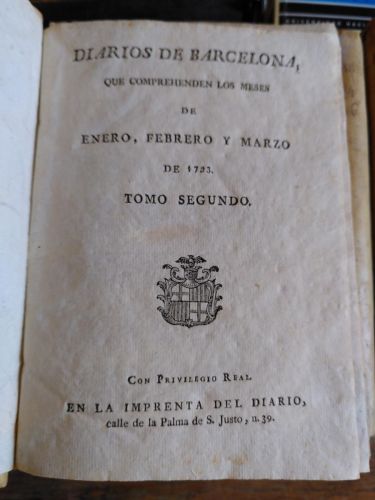 DIARIOS DE BARCELONA,
QUE COMPREHENDEN LOS MESES
DE
ENERO, FEBRERO Y MARZO
DE 1793.
TOMO SEGUNDO.
CON PRIVILEGIO REAL
EN LA IMPRENTA DEL DIARIO,
calle de la Palma de S. Justo, n. 39.